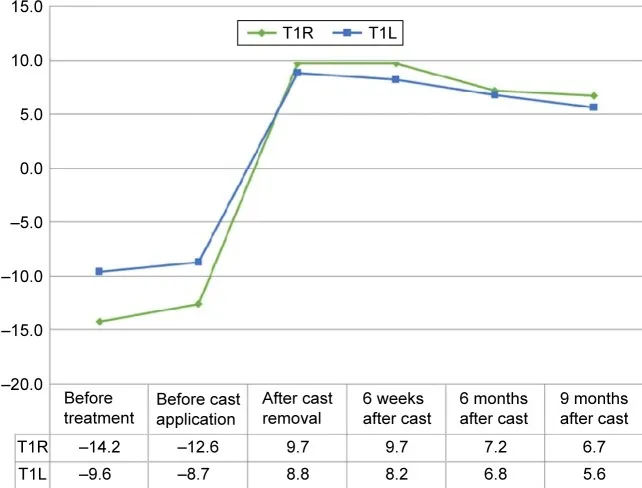 15.0
T1R T1L
10.0
5.0
0.0
–5.0
–10.0
–15.0
–20.0
Before treatment Before cast application After cast removal 6 weeks after cast 6 months after cast 9 months after cast
T1R –14.2 –12.6 9.7 9.7 7.2 6.7
T1L –9.6 –8.7 8.8 8.2 6.8 5.6